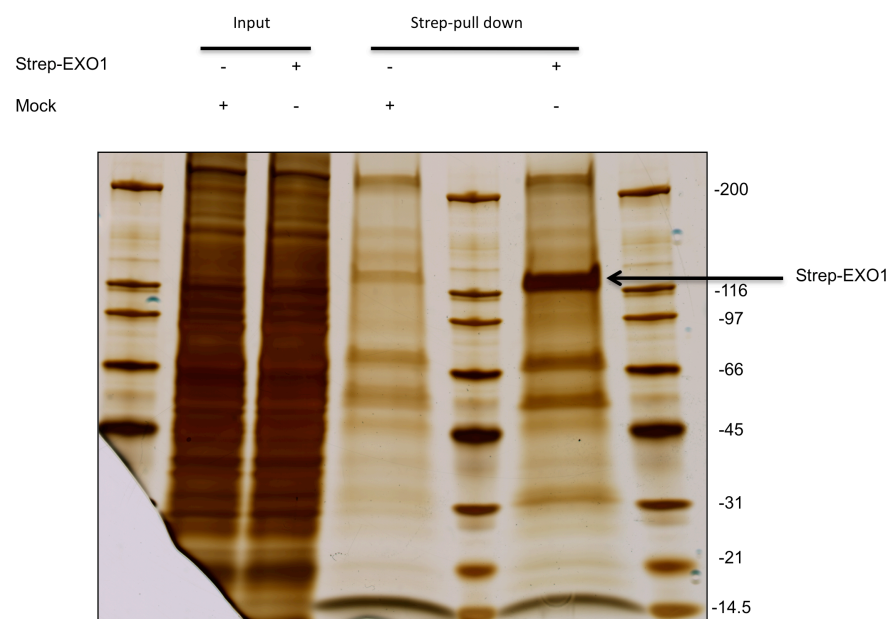 Input Strep-pull down
Strep-EXO1 - + - +
Mock + - + -
-200
Strep-EXO1
-116
-97
-66
-45
-31
-21
-14.5